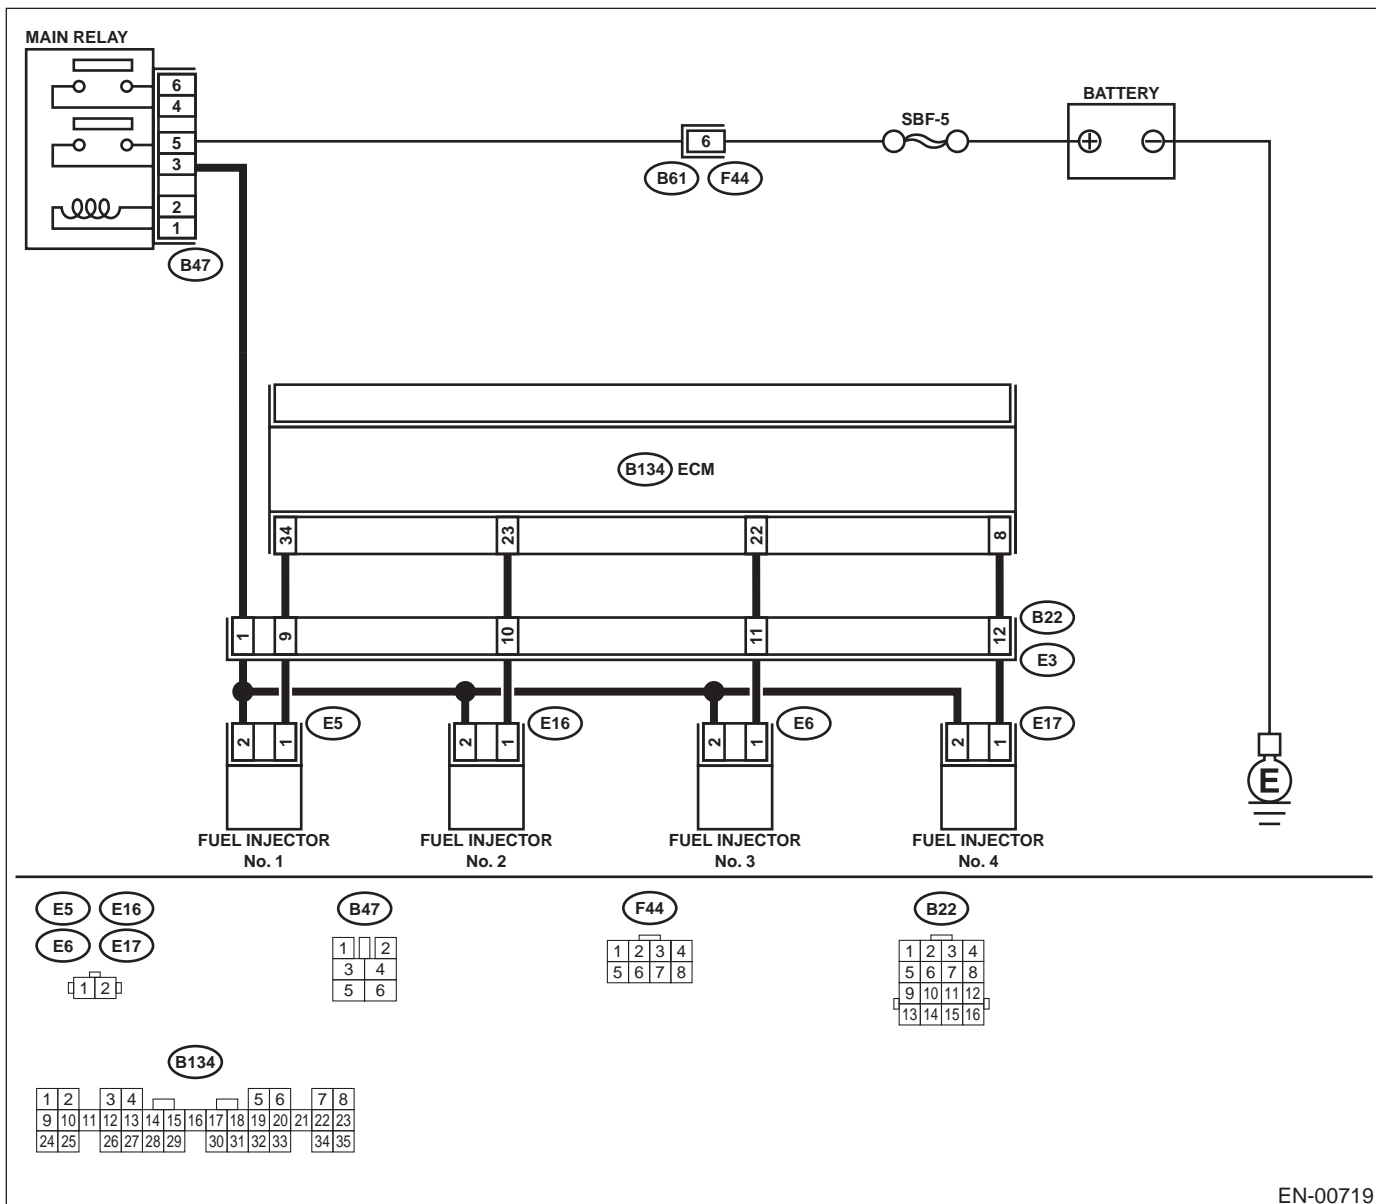 MAIN RELAY
6
4
5
3
2
1
B47
6
B61 F44
SBF-5
BATTERY
E
B134 ECM
34 23 22 8
1 9 10 11 12
B22
E3
2 1 E5
2 1 E16
2 1 E6
2 1 E17
FUEL INJECTOR
No. 1
FUEL INJECTOR
No. 2
FUEL INJECTOR
No. 3
FUEL INJECTOR
No. 4
E5 E16
E6 E17
1 2
B47
1 2
3 4
5 6
F44
1 2 3 4
5 6 7 8
B22
1 2 3 4
5 6 7 8
9 10 11 12
13 14 15 16
B134
1 2 3 4 5 6 7 8
9 10 11 12 13 14 15 16 17 18 19 20 21 22 23
24 25 26 27 28 29 30 31 32 33 34 35
EN-00719